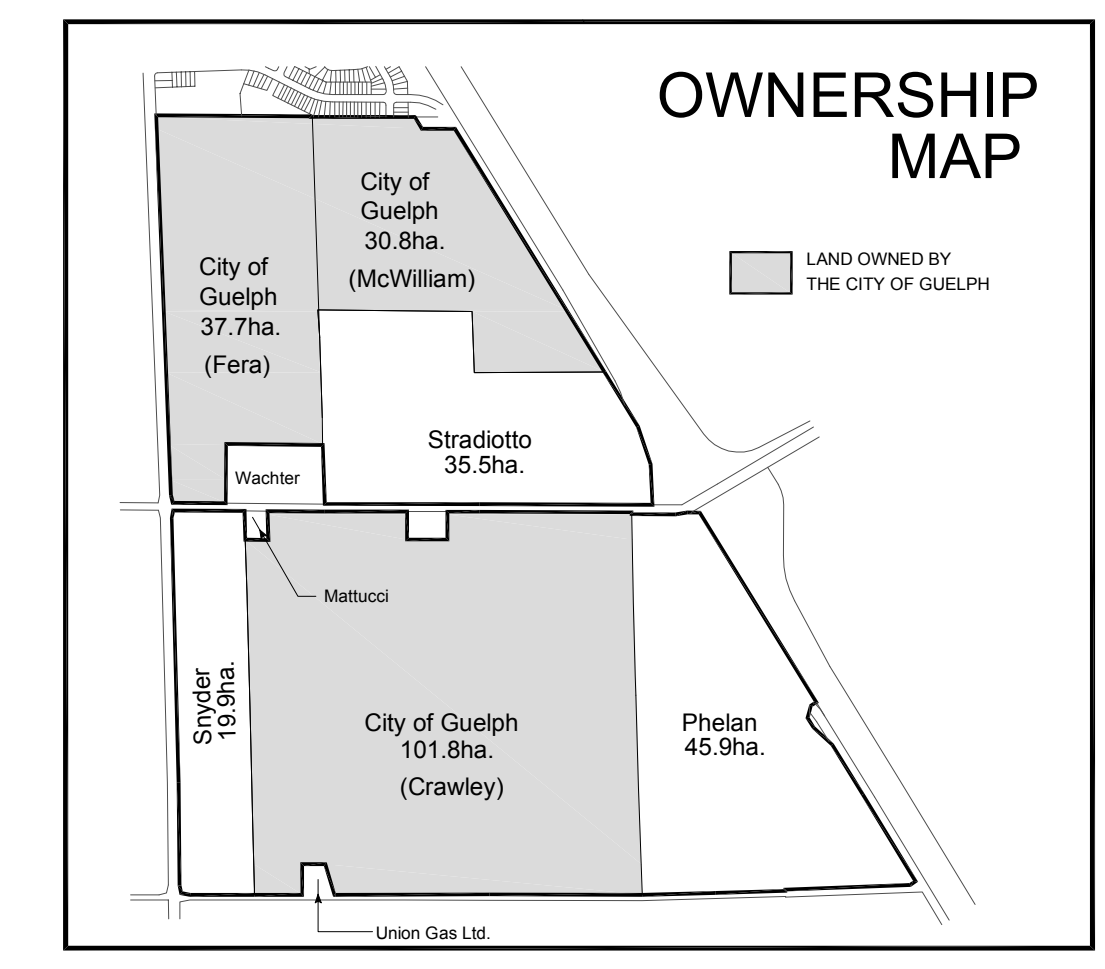 OWNERSHIP
MAP
LAND OWNED BY
THE CITY OF GUELPH
City of
Guelph
30.8ha.
(McWilliam)
City of
Guelph
37.7ha.
(Fera)
Stradiotto
35.5ha.
Wachter
Mattucci
Snyder
19.9ha.
City of Guelph
101.8ha.
(Crawley)
Phelan
45.9ha.
Union Gas Ltd.